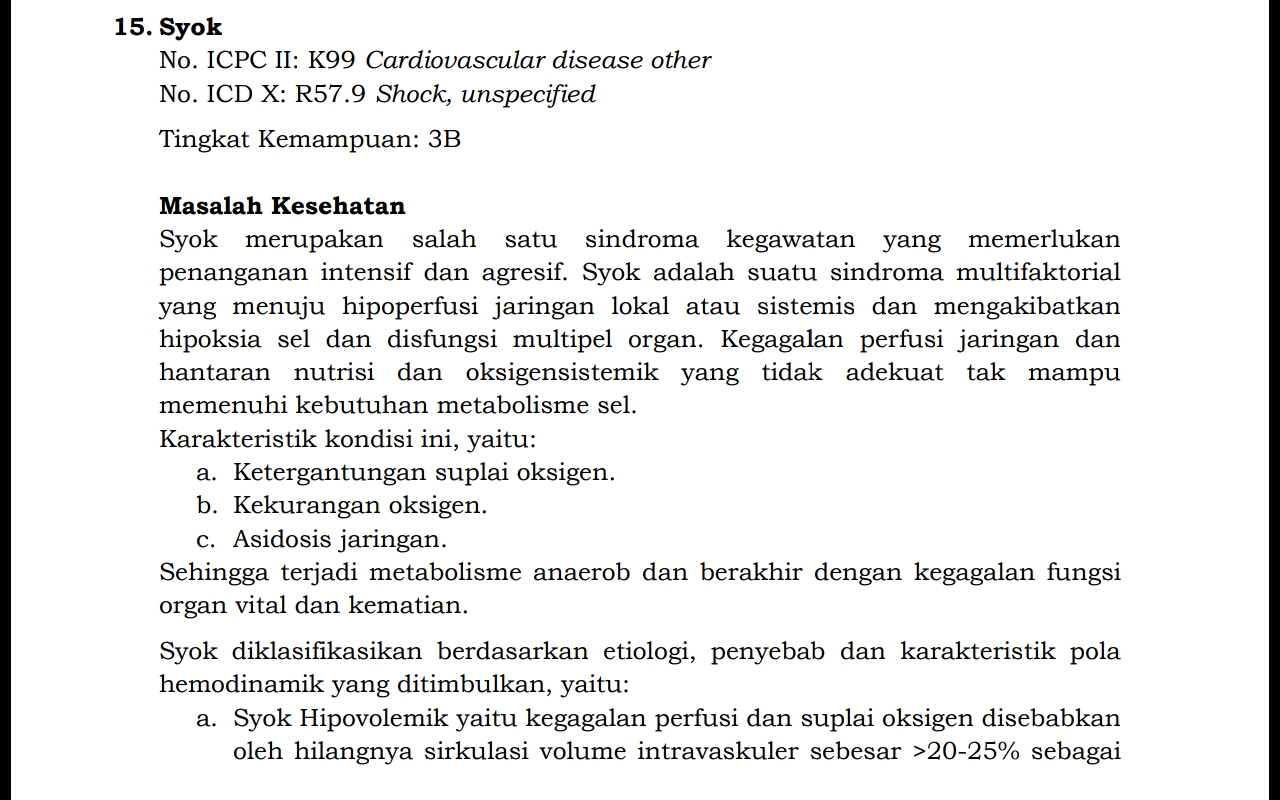 15. Syok
No. ICPC II: K99 Cardiovascular disease other
No. ICD X: R57.9 Shock, unspecified
Tingkat Kemampuan: 3B
Masalah Kesehatan
Syok merupakan salah satu sindroma kegawatan yang memerlukan
penanganan intensif dan agresif. Syok adalah suatu sindroma multifaktorial
yang menuju hipoperfusi jaringan lokal atau sistemis dan mengakibatkan
hipoksia sel dan disfungsi multipel organ. Kegagalan perfusi jaringan dan
hantaran nutrisi dan oksigensistemik yang tidak adekuat tak mampu
memenuhi kebutuhan metabolisme sel.
Karakteristik kondisi ini, yaitu:
a. Ketergantungan suplai oksigen.
b. Kekurangan oksigen.
c. Asidosis jaringan.
Sehingga terjadi metabolisme anaerob dan berakhir dengan kegagalan fungsi
organ vital dan kematian.
Syok diklasifikasikan berdasarkan etiologi, penyebab dan karakteristik pola
hemodinamik yang ditimbulkan, yaitu:
a. Syok Hipovolemik yaitu kegagalan perfusi dan suplai oksigen disebabkan
oleh hilangnya sirkulasi volume intravaskuler sebesar >20-25% sebagai